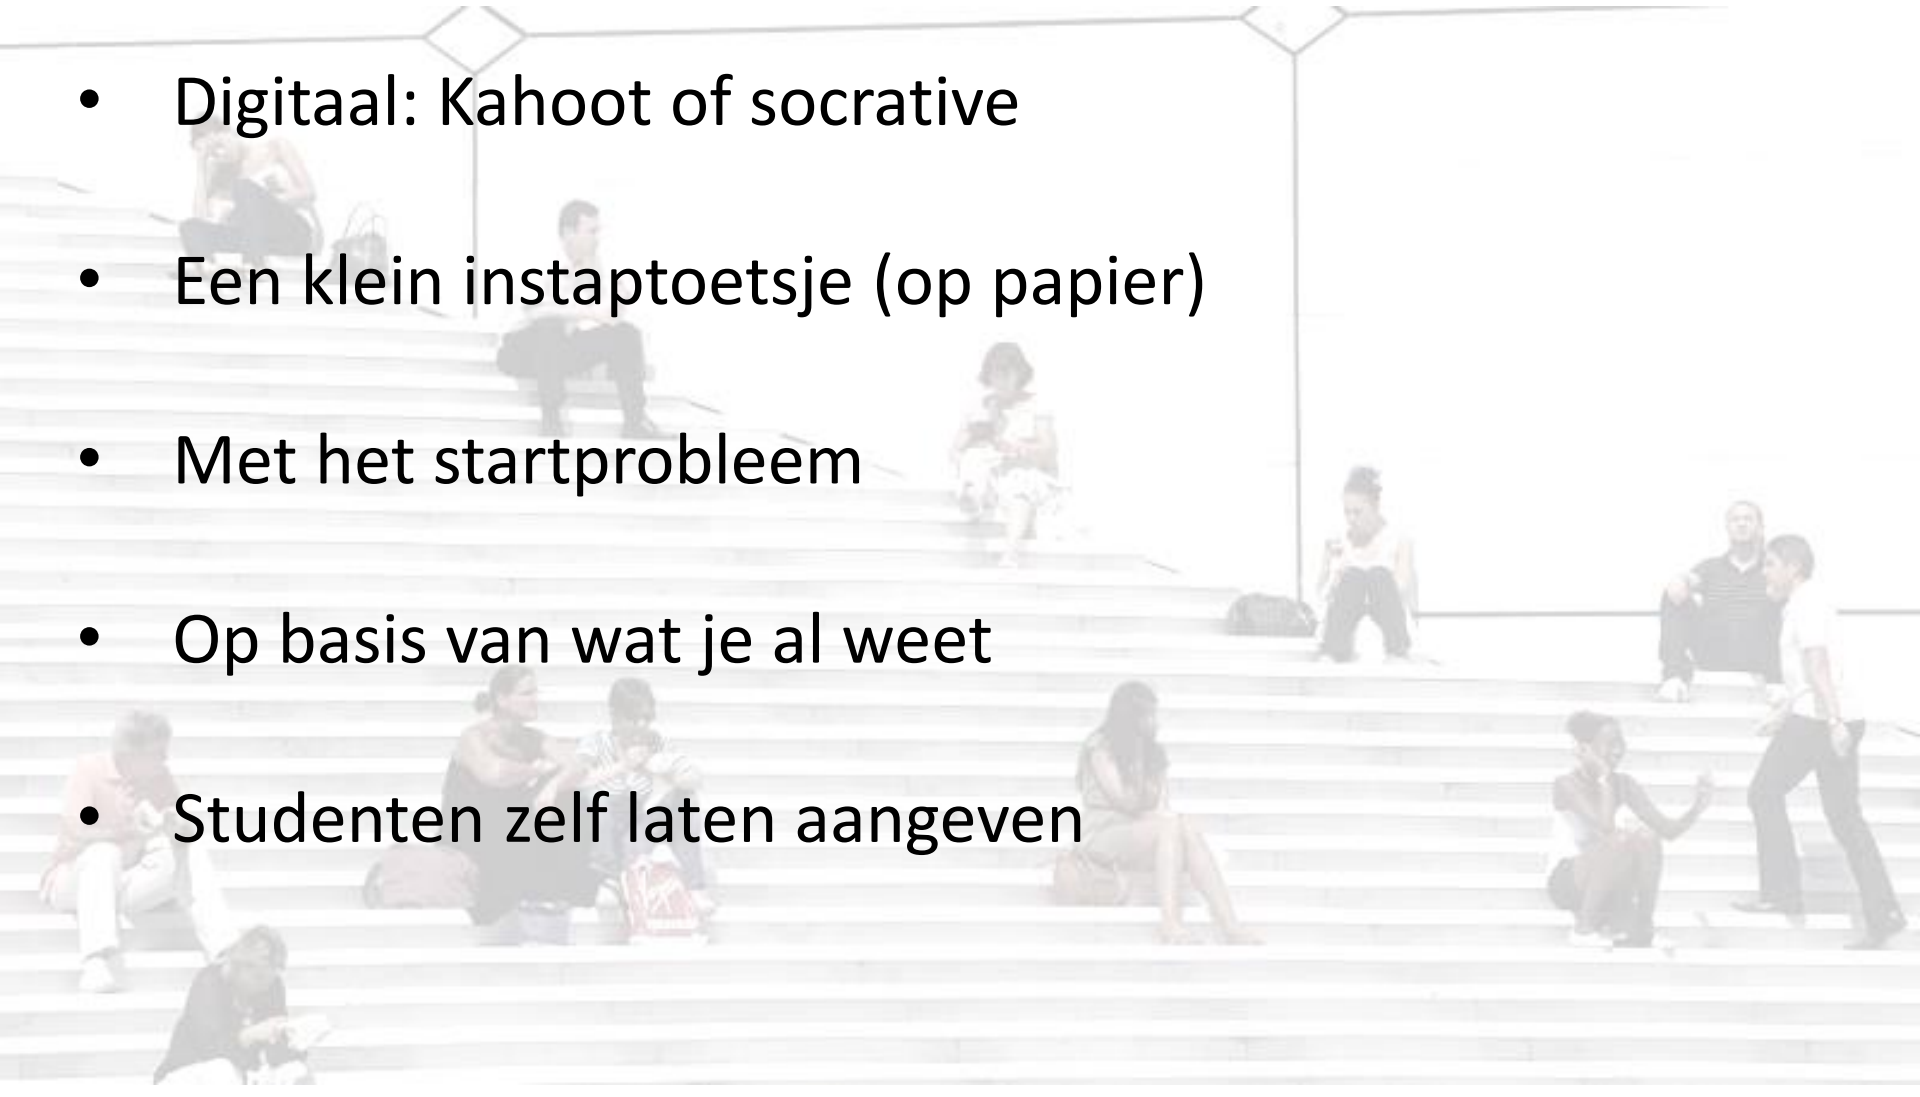 • Digitaal: Kahoot of socrative
• Een klein instaptoetsje (op papier)
• Met het startprobleem
• Op basis van wat je al weet
• Studenten zelf laten aangeven